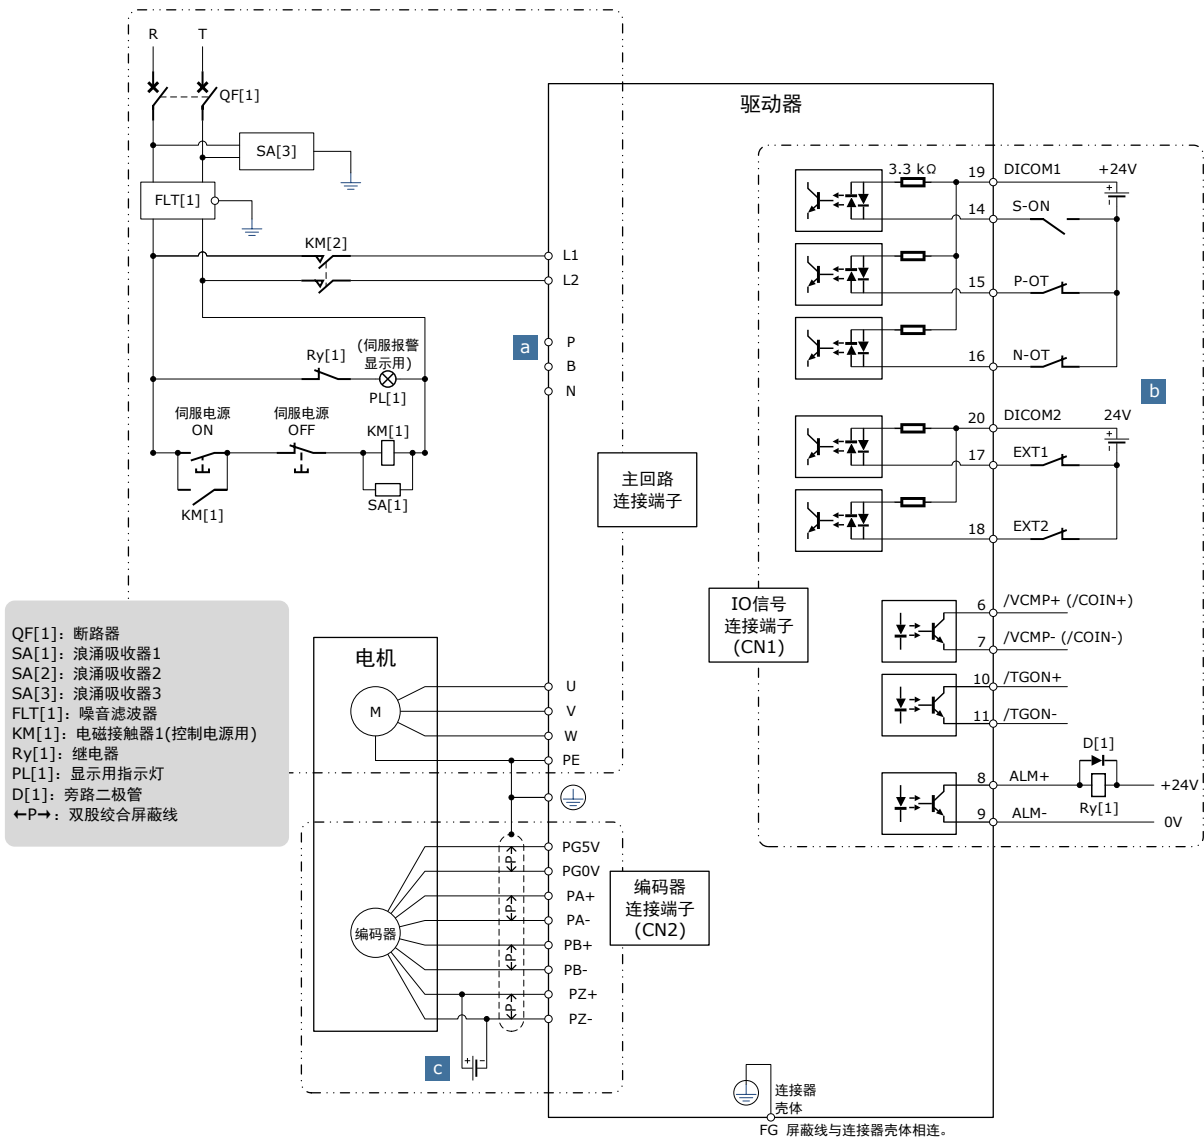 R
T
QF[1]
SA[3]
FLT[1]
KM[2]
L1
L2
a
P
B
N
Ry[1]
(伺服报警
显示用)
PL[1]
伺服电源
ON
伺服电源
OFF
KM[1]
SA[1]
KM[1]
主回路
连接端子
QF[1]：断路器
SA[1]：浪涌吸收器1
SA[2]：浪涌吸收器2
SA[3]：浪涌吸收器3
FLT[1]：噪音滤波器
KM[1]：电磁接触器1(控制电源用)
Ry[1]：继电器
PL[1]：显示用指示灯
D[1]：旁路二极管
←P→：双股绞合屏蔽线
电机
M
U
V
W
PE
编码器
P
P
P
P
PG5V
PG0V
PA+
PA-
PB+
PB-
PZ+
PZ-
+
-
c
编码器
连接端子
(CN2)
驱动器
3.3 kΩ
19
DICOM1
+24V
+
-
14
S-ON
15
P-OT
16
N-OT
b
20
DICOM2
24V
+
-
17
EXT1
18
EXT2
IO信号
连接端子
(CN1)
6
/VCMP+ (/COIN+)
7
/VCMP- (/COIN-)
10
/TGON+
11
/TGON-
D[1]
8
ALM+
+24V
Ry[1]
9
ALM-
0V
连接器
壳体
FG 屏蔽线与连接器壳体相连。